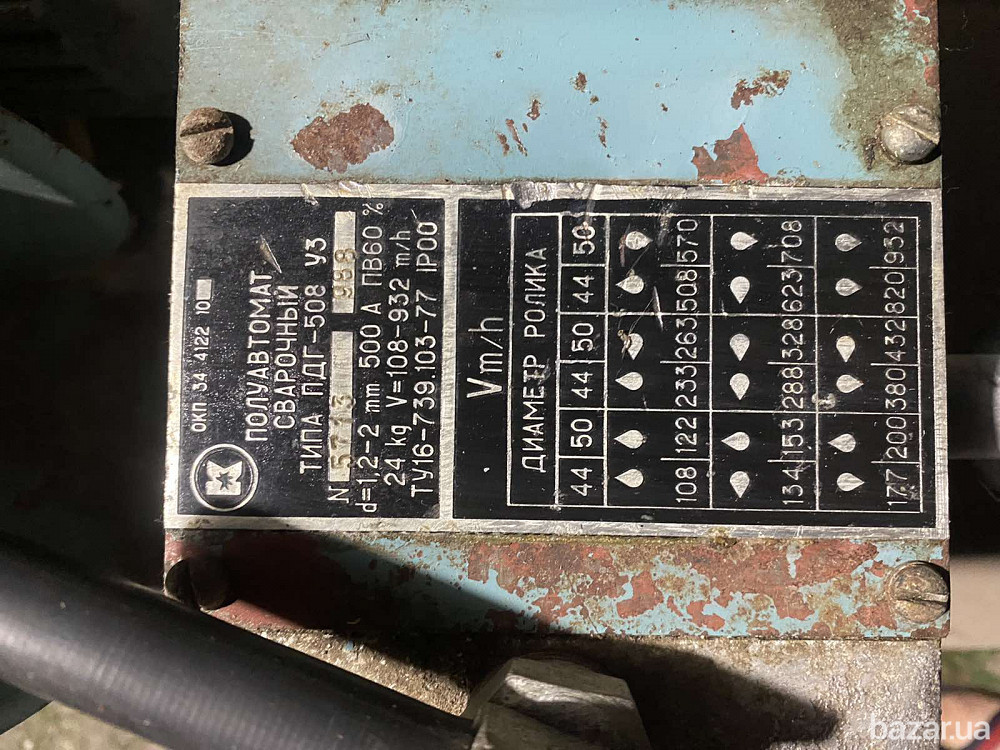 ОКП 34 4122 10
ПОЛУАВТОМАТ
СВАРОЧНЫЙ
ТИПА ПДГ-508 У3
N 5773 988
d=1,2-2 mm 500 А ПВ60 %
24 kg V=108-932 m/h
ТУ16-739.103-77 IP00
Vm/h
ДИАМЕТР РОЛИКА
44 50 44 50 44 50
108 122 233 263 508 570
134 153 288 328 623 708
177 200 380 432 820 932
bazar.ua